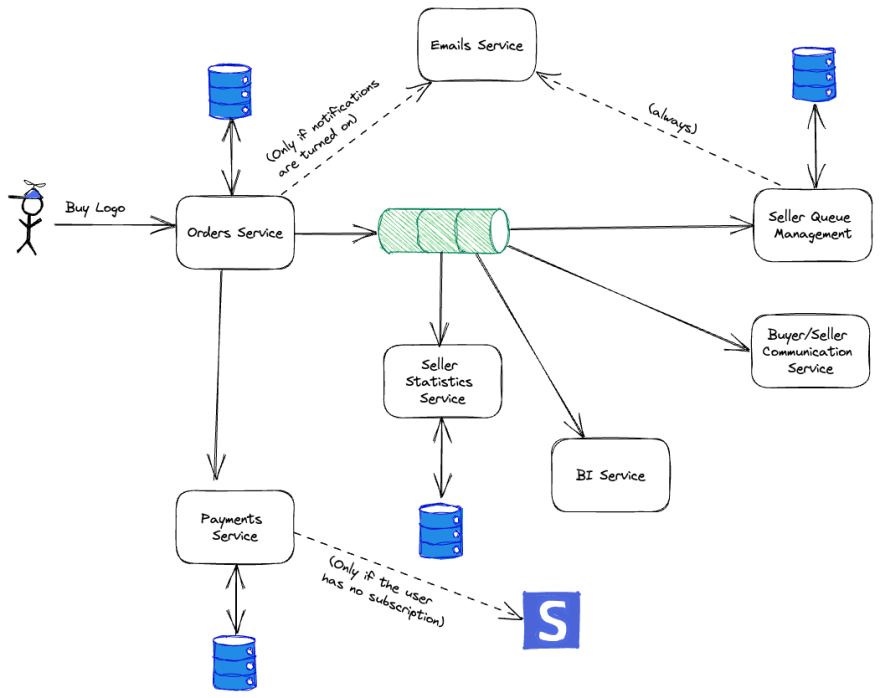 Emails Service
(Only if notifications
are turned on)
(always)
Buy Logo
Orders Service
Seller Queue
Management
Buyer/Seller
Communication
Service
Seller
Statistics
Service
BI Service
Payments
Service
(Only if the user
has no subscription)
S